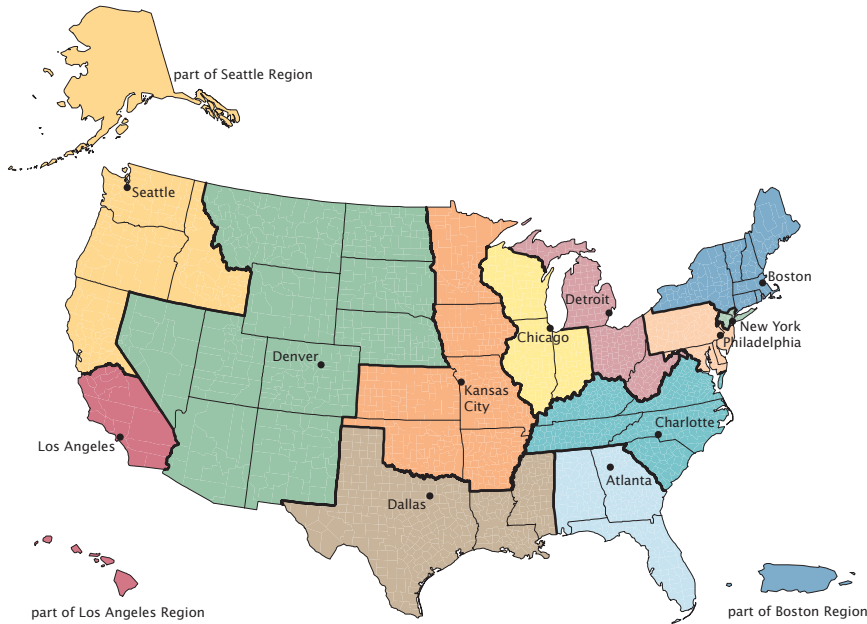 part of Seattle Region
Seattle
Boston
Detroit
New York
Chicago
Philadelphia
Denver
Kansas
City
Charlotte
Los Angeles
Atlanta
Dallas
part of Los Angeles Region
part of Boston Region